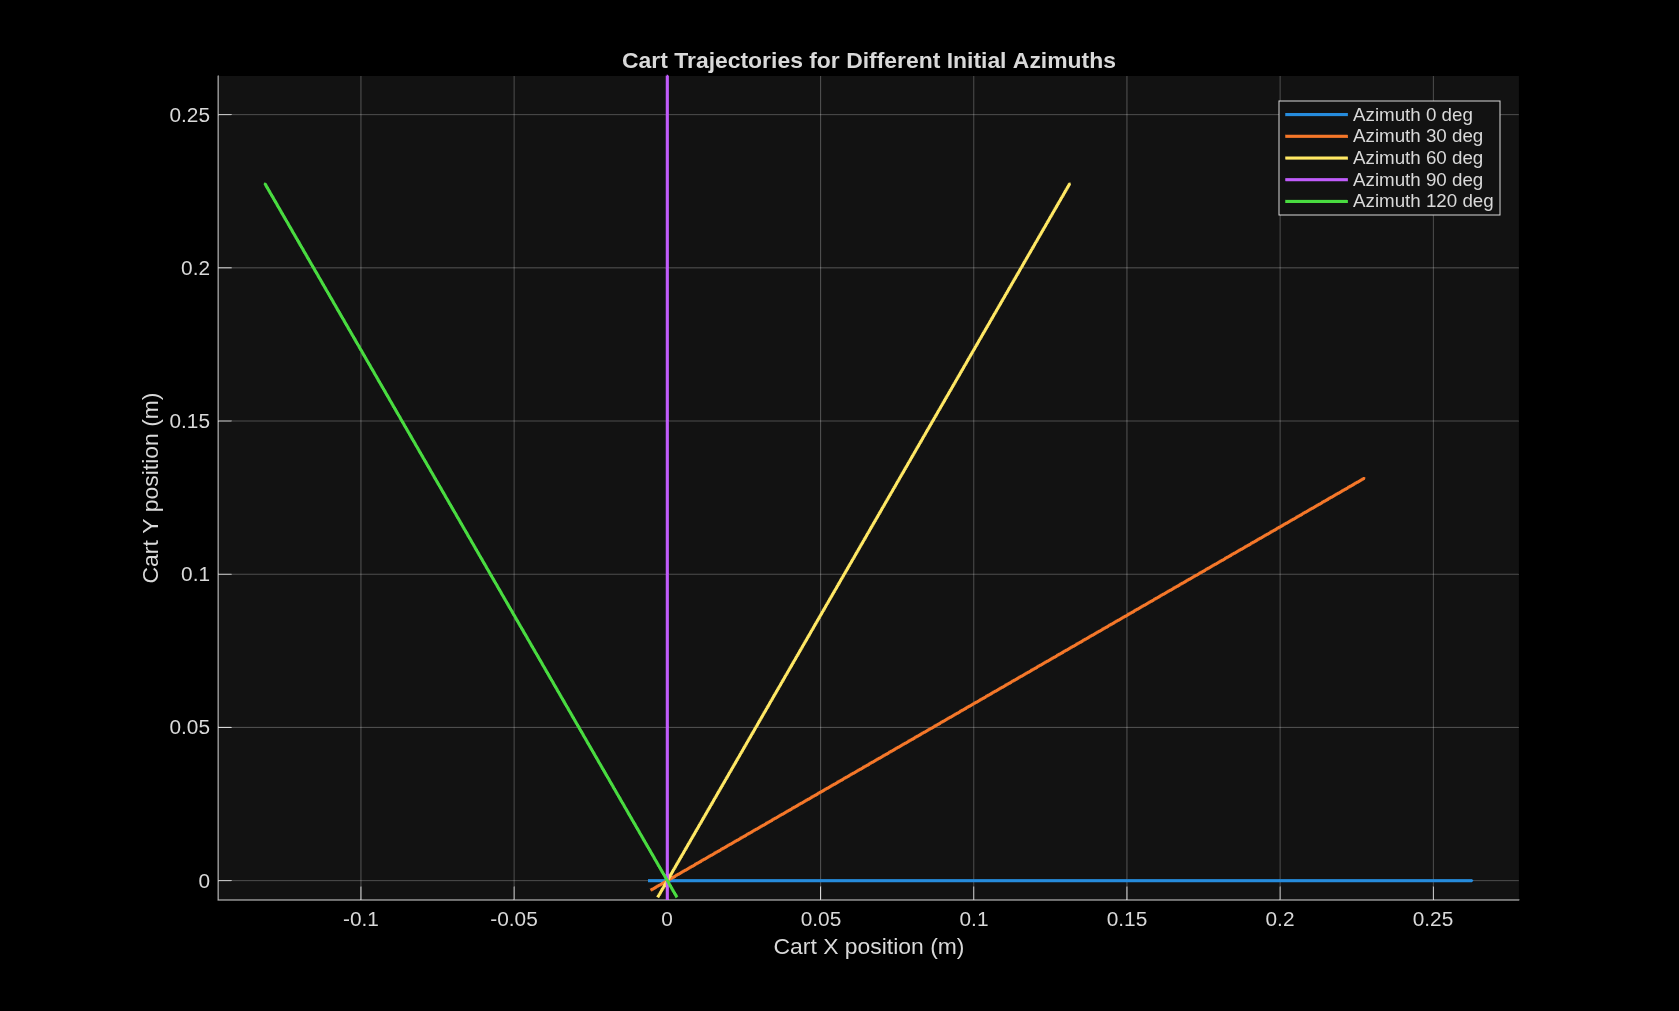 Cart Trajectories for Different Initial Azimuths
Azimuth 0 deg
Azimuth 30 deg
Azimuth 60 deg
Azimuth 90 deg
Azimuth 120 deg
Cart Y position (m)
0.25
0.2
0.15
0.1
0.05
0
-0.1
-0.05
0
0.05
0.1
0.15
0.2
0.25
Cart X position (m)